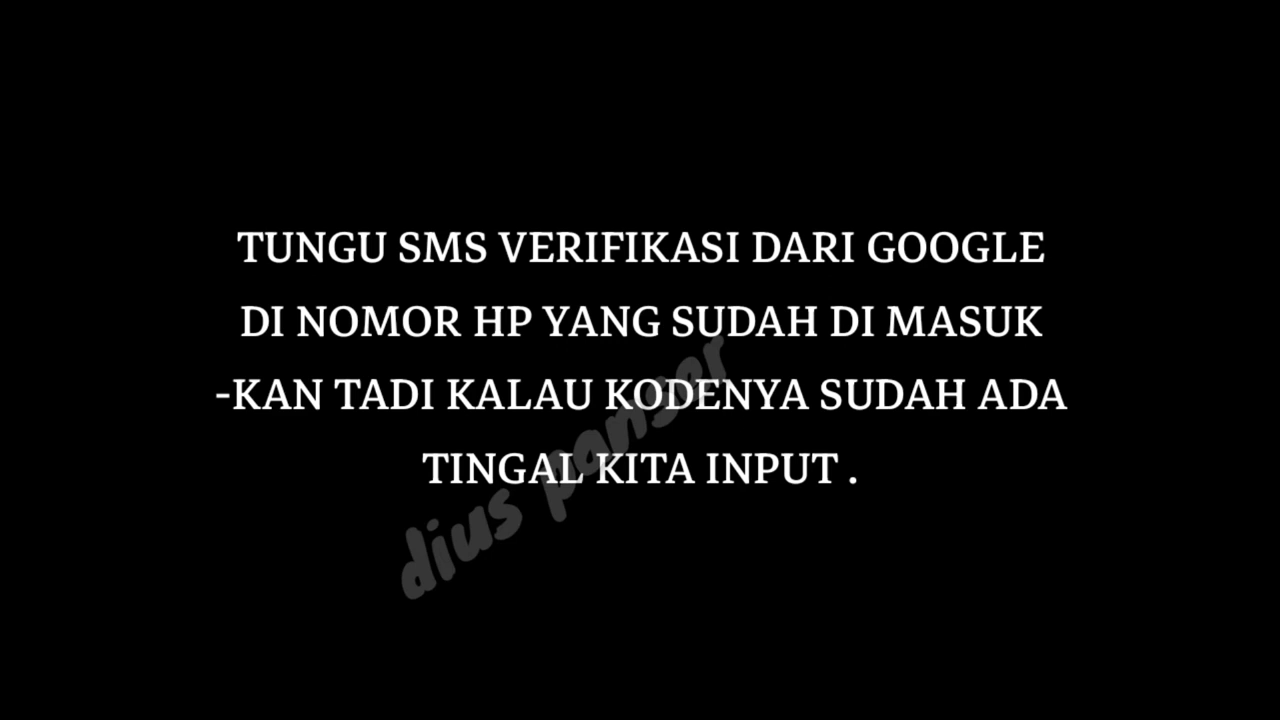 TUNGU SMS VERIFIKASI DARI GOOGLE
DI NOMOR HP YANG SUDAH DI MASUK
-KAN TADI KALAU KODENYA SUDAH ADA
TINGAL KITA INPUT .
dius panser